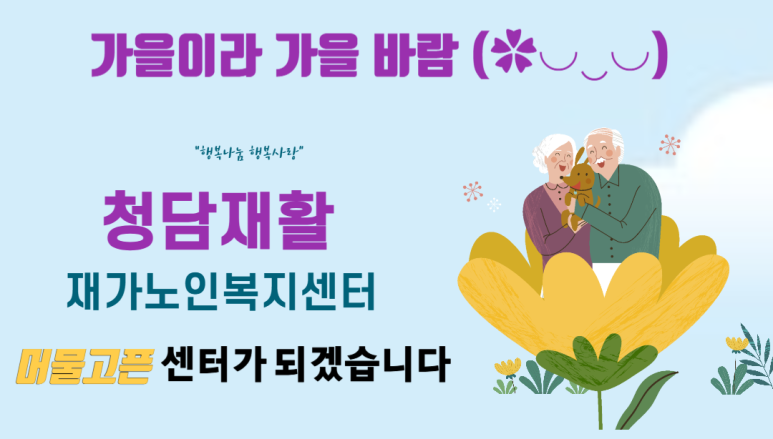 가을이라 가을 바람 (✿◡‿◡)
"행복나눔 행복사랑"
청담재활
재가노인복지센터
머물고픈 센터가 되겠습니다